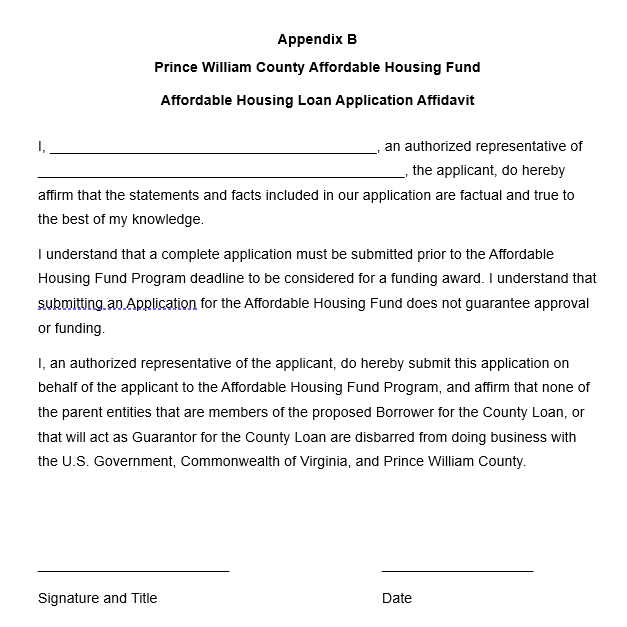 Appendix B
Prince William County Affordable Housing Fund
Affordable Housing Loan Application Affidavit
I, __________________________________________, an authorized representative of
_______________________________________________, the applicant, do hereby
affirm that the statements and facts included in our application are factual and true to
the best of my knowledge.
I understand that a complete application must be submitted prior to the Affordable
Housing Fund Program deadline to be considered for a funding award. I understand that
submitting an Application for the Affordable Housing Fund does not guarantee approval
or funding.
I, an authorized representative of the applicant, do hereby submit this application on
behalf of the applicant to the Affordable Housing Fund Program, and affirm that none of
the parent entities that are members of the proposed Borrower for the County Loan, or
that will act as Guarantor for the County Loan are disbarred from doing business with
the U.S. Government, Commonwealth of Virginia, and Prince William County.
Signature and Title Date